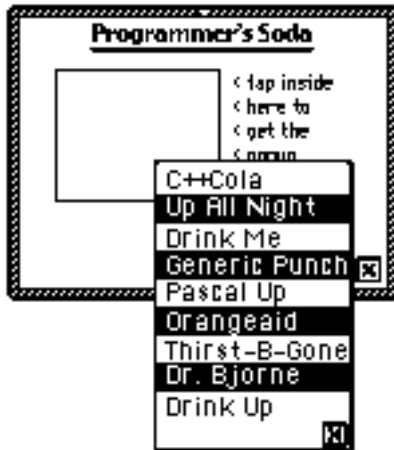 Programmer's Soda
< tap inside
< here to
< get the
< popup
C++Cola
Up All Night
Drink Me
Generic Punch
Pascal Up
Orangeaid
Thirst-B-Gone
Dr. Bjorne
Drink Up